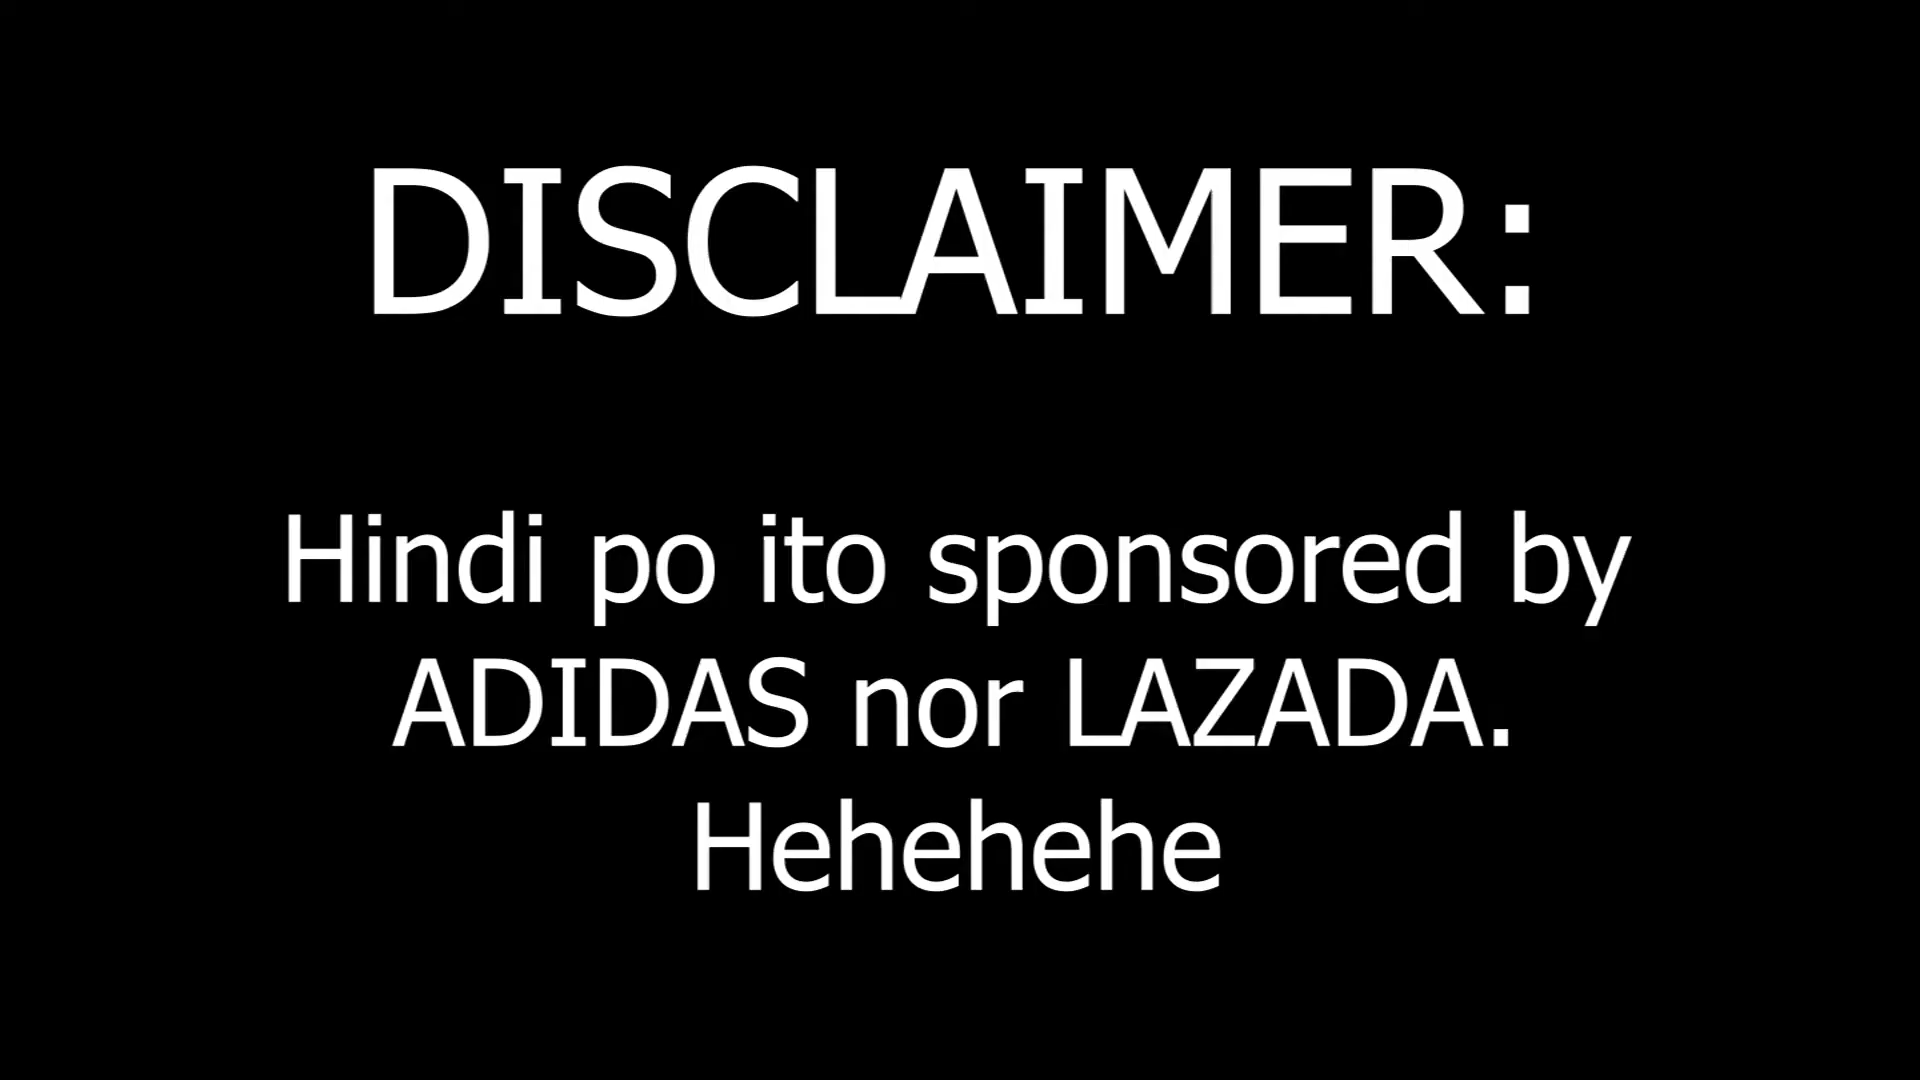 DISCLAIMER:
Hindi po ito sponsored by
ADIDAS nor LAZADA.
Hehehehe